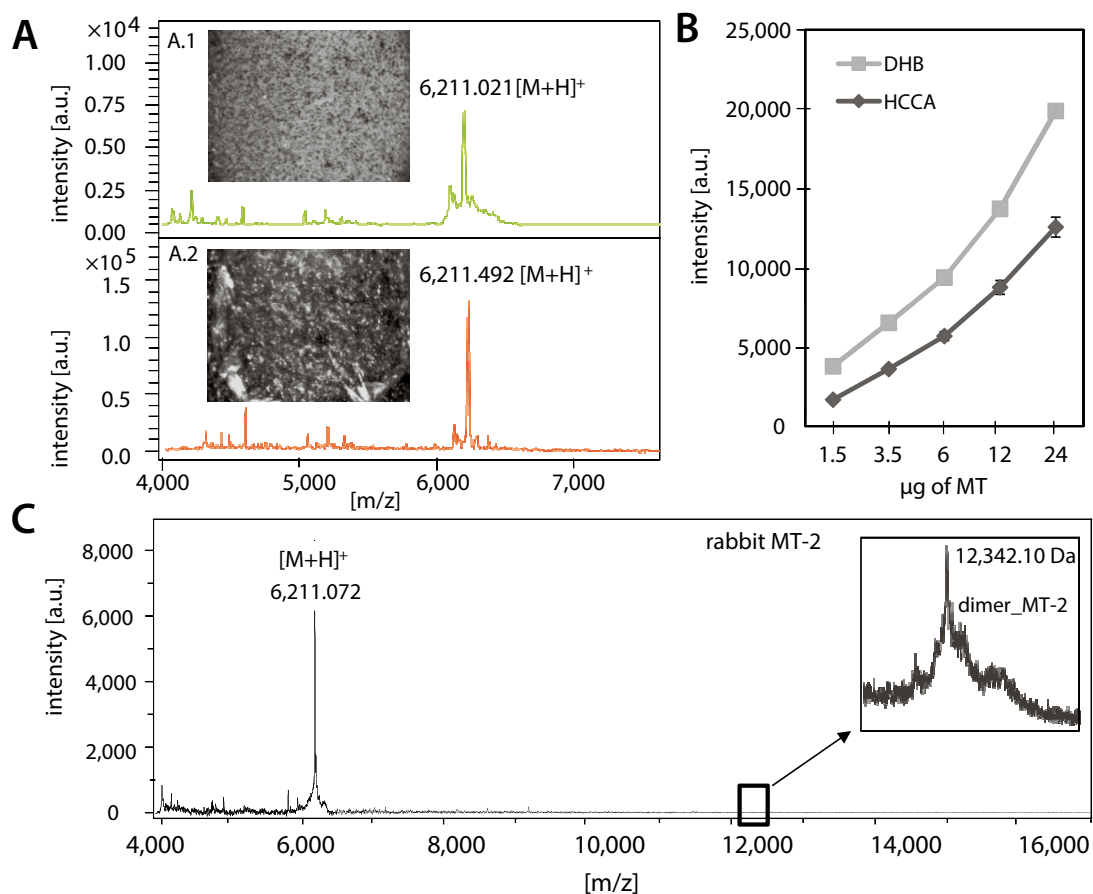 A
×10⁴
A.1
1.00
0.75
0.50
0.25
0.00
intensity [a.u.]
6,211.021 [M+H]⁺
×10⁵
A.2
1.5
1.0
0.5
0.0
intensity [a.u.]
6,211.492 [M+H]⁺
4,000
5,000
6,000
7,000
[m/z]
B
25,000
20,000
15,000
10,000
5,000
0
intensity [a.u.]
DHB
HCCA
1.5
3.5
6
12
24
µg of MT
C
8,000
6,000
4,000
2,000
0
intensity [a.u.]
[M+H]⁺
6,211.072
rabbit MT-2
12,342.10 Da
dimer_MT-2
4,000
6,000
8,000
10,000
12,000
14,000
16,000
[m/z]